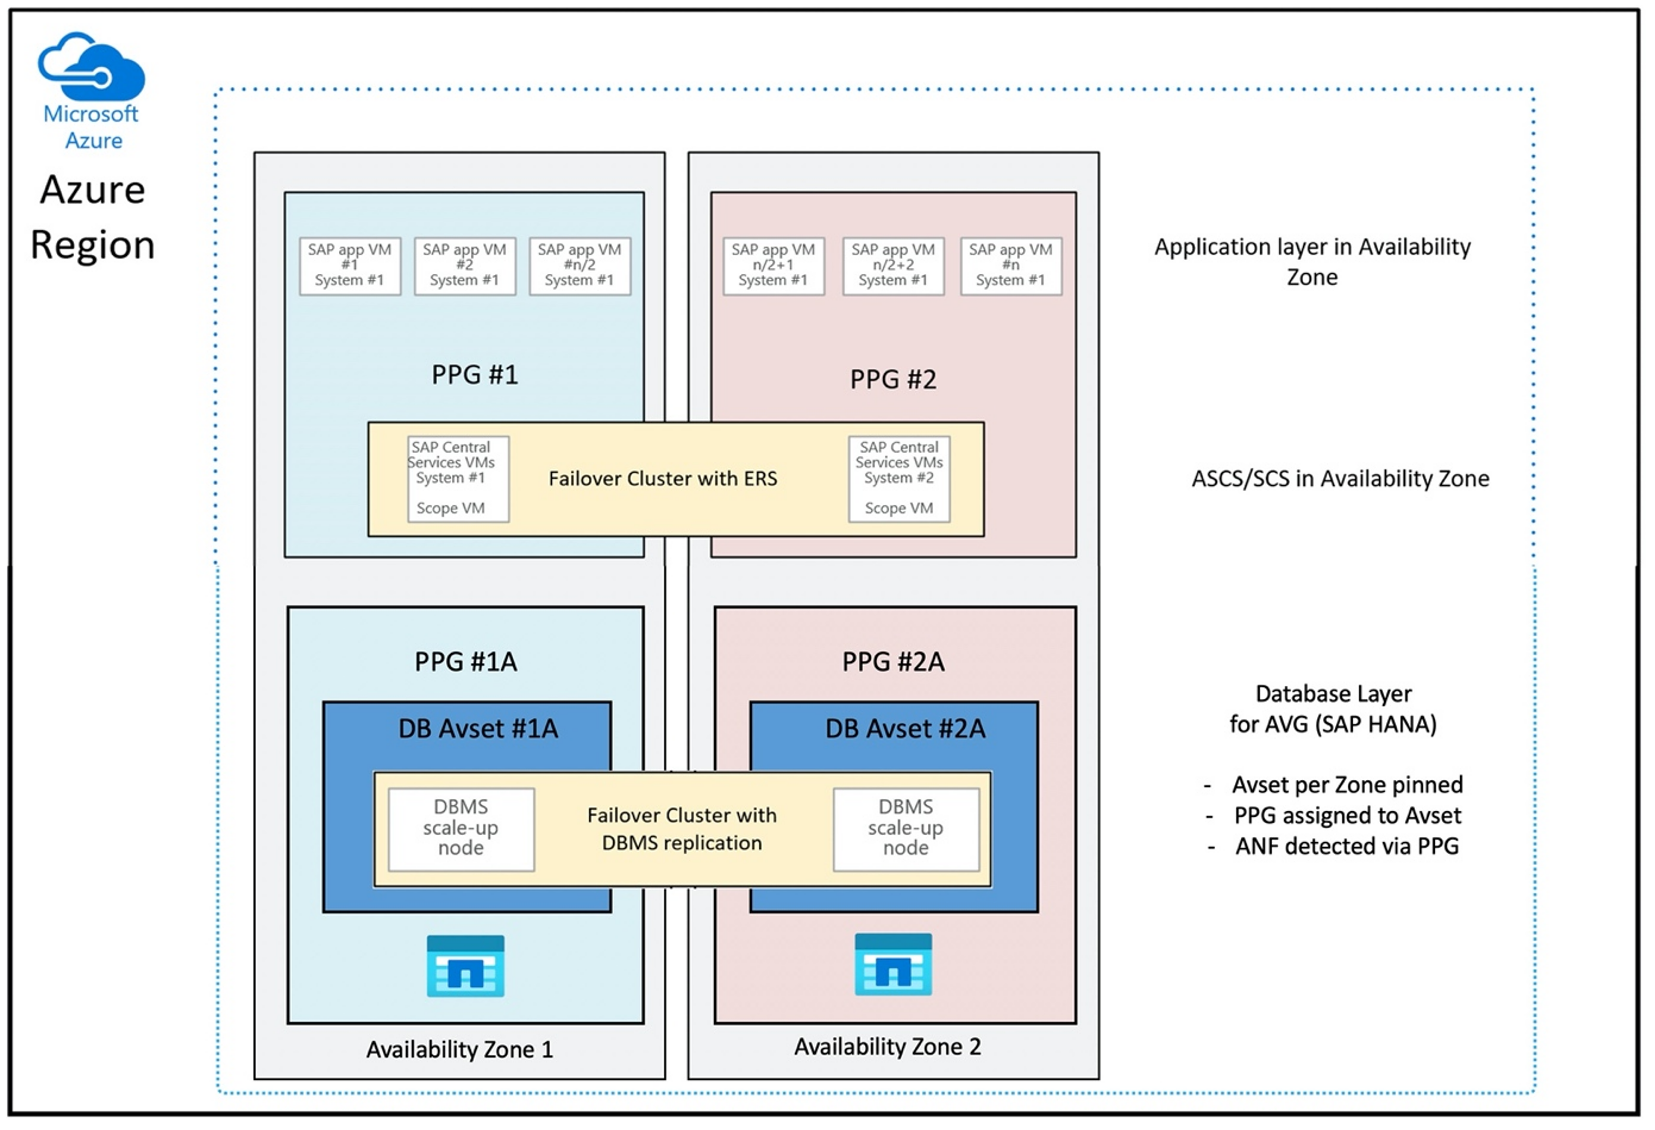 Microsoft
Azure
Azure
Region
SAP app VM
#1
System #1
SAP app VM
#2
System #1
SAP app VM
#n/2
System #1
SAP app VM
n/2+1
System #1
SAP app VM
n/2+2
System #1
SAP app VM
#n
System #1
Application layer in Availability
Zone
PPG #1
PPG #2
SAP Central
Services VMs
System #1
Scope VM
Failover Cluster with ERS
SAP Central
Services VMs
System #2
Scope VM
ASCS/SCS in Availability Zone
PPG #1A
PPG #2A
DB Avset #1A
DB Avset #2A
DBMS
scale-up
node
Failover Cluster with
DBMS replication
DBMS
scale-up
node
Database Layer
for AVG (SAP HANA)
- Avset per Zone pinned
- PPG assigned to Avset
- ANF detected via PPG
Availability Zone 1
Availability Zone 2